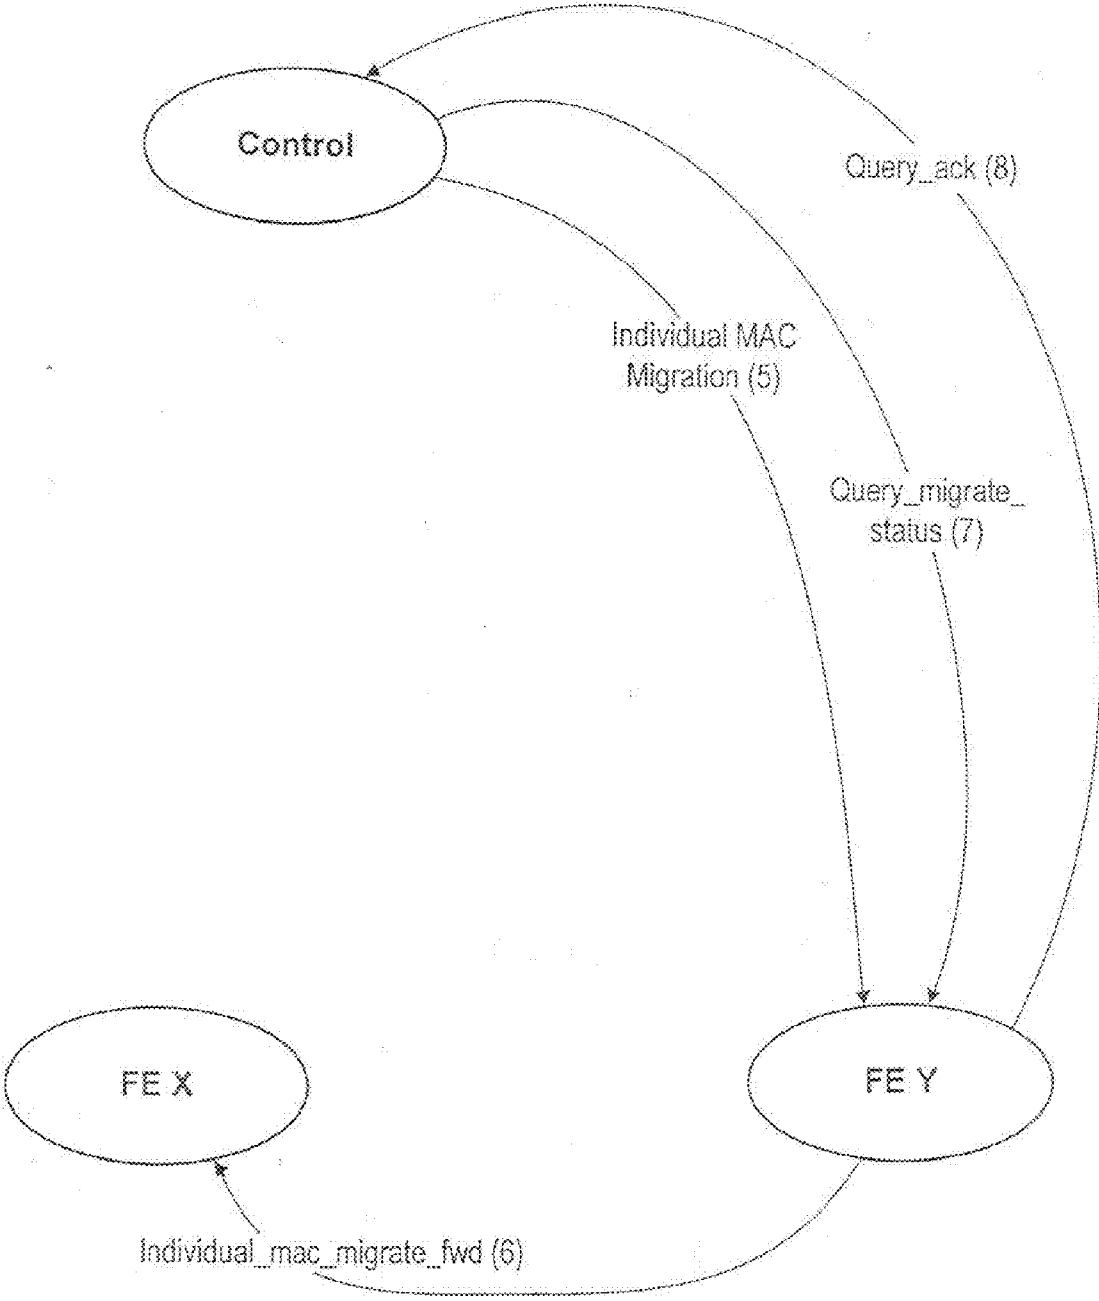 Control
Query_ack (8)
Individual MAC
Migration (5)
Query_migrate_
status (7)
FE X
FE Y
Individual_mac_migrate_fwd (6)